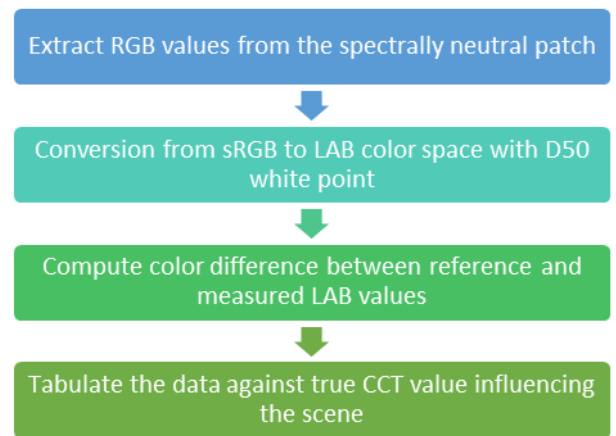 Extract RGB values from the spectrally neutral patch
Conversion from sRGB to LAB color space with D50
white point
Compute color difference between reference and
measured LAB values
Tabulate the data against true CCT value influencing
the scene